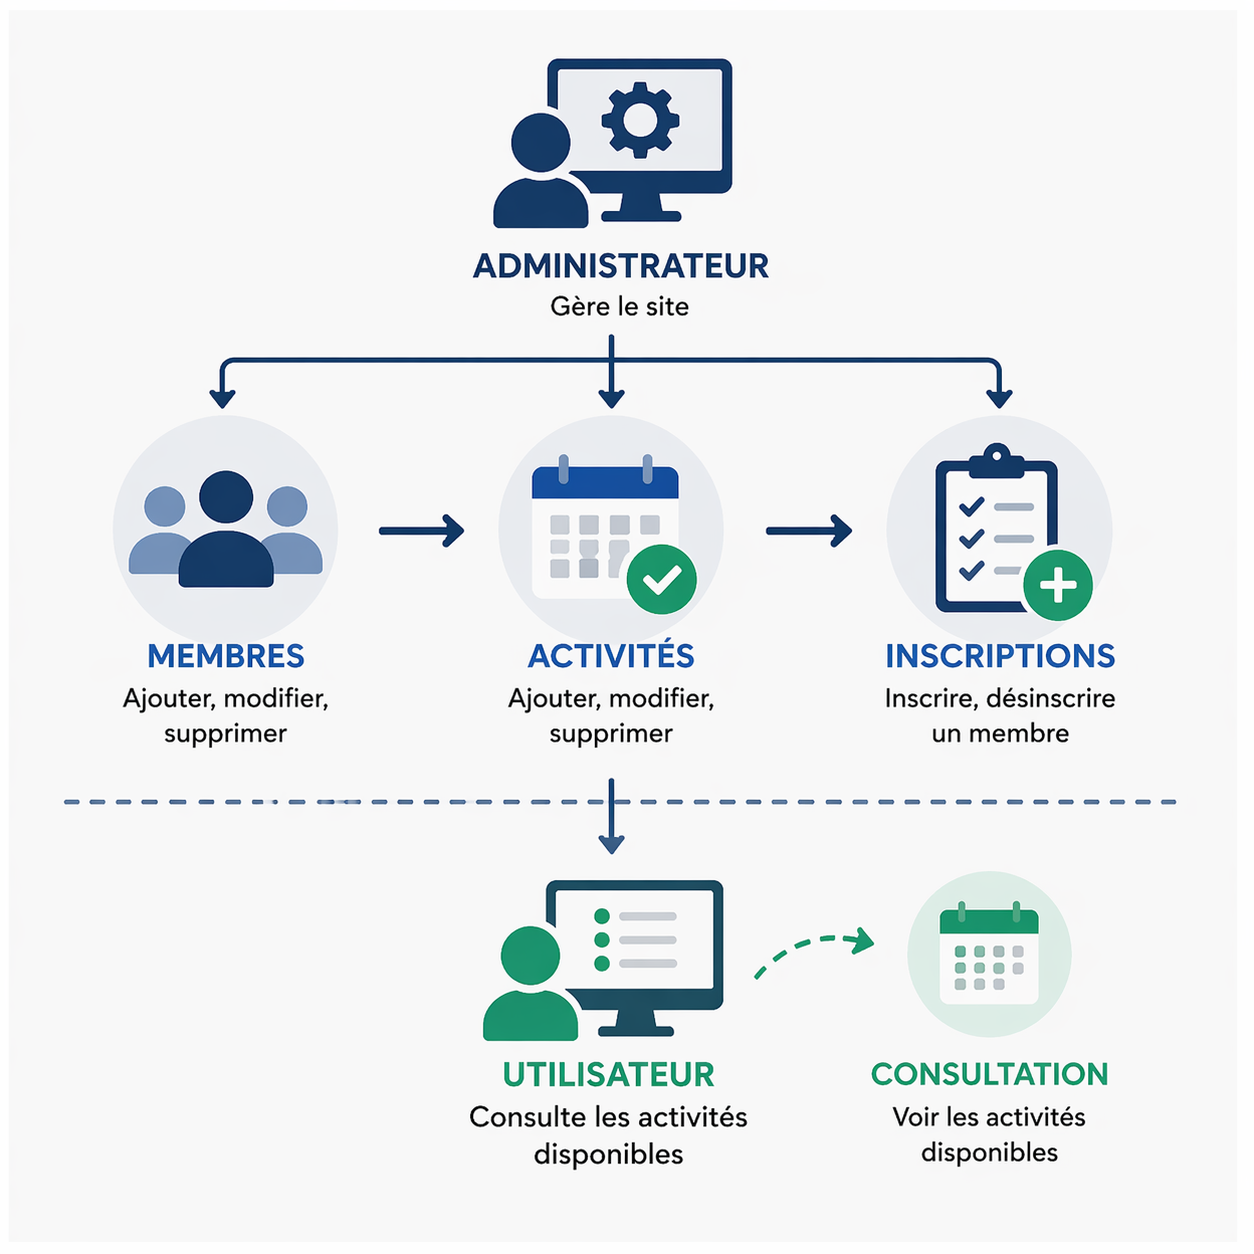 ADMINISTRATEUR
Gère le site
MEMBRES
Ajouter, modifier,
supprimer
ACTIVITÉS
Ajouter, modifier,
supprimer
INSCRIPTIONS
Inscrire, désinscrire
un membre
UTILISATEUR
Consulte les activités
disponibles
CONSULTATION
Voir les activités
disponibles